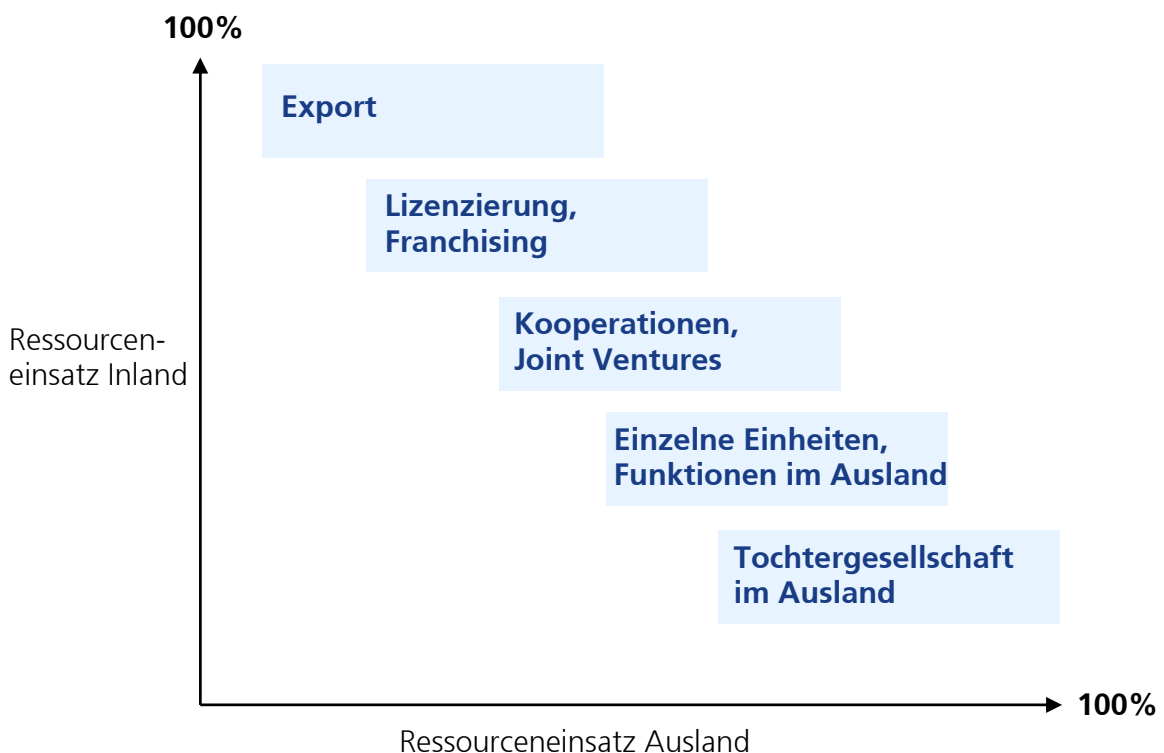 100%
Export
Lizenzierung,
Franchising
Kooperationen,
Joint Ventures
Ressourcen-
einsatz Inland
Einzelne Einheiten,
Funktionen im Ausland
Tochtergesellschaft
im Ausland
100%
Ressourceneinsatz Ausland